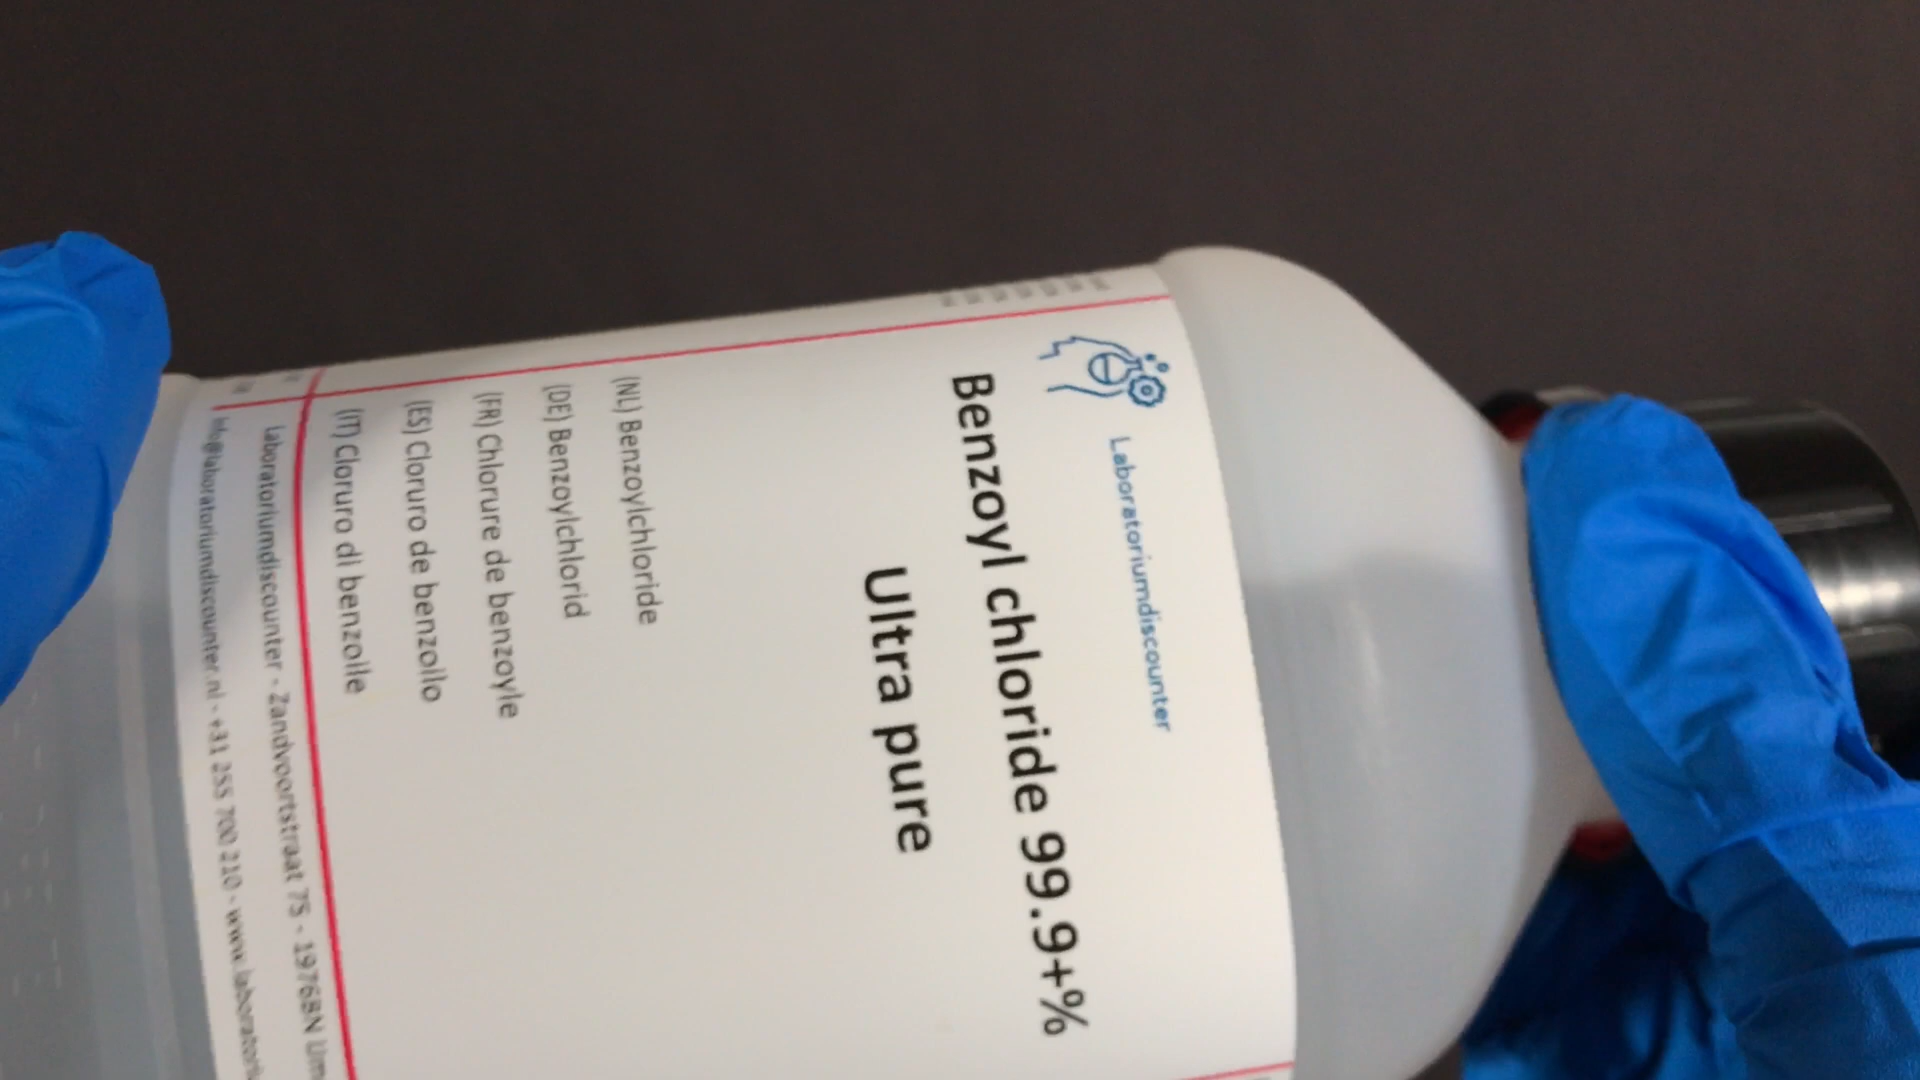 Laboratoriumdiscounter
Benzoyl chloride 99.9+%
Ultra pure
(NL) Benzoylchloride
(DE) Benzoylchlorid
(FR) Chlorure de benzoyle
(ES) Cloruro de benzoilo
(IT) Cloruro di benzoile
Laboratoriumdiscounter - Zandvoortstraat 75 - 1976BN
info@laboratoriumdiscounter.nl - +31 255 700 210 -